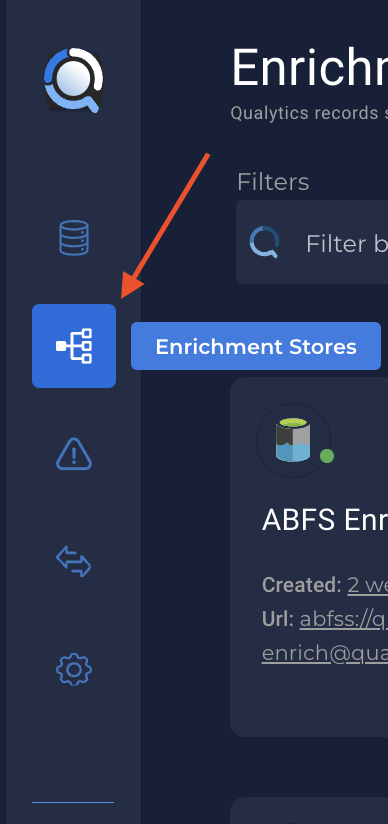 Enrichm
Qualytics records s
Filters
Filter b
Enrichment Stores
ABFS Enr
Created: 2 we
Url: abfss://q
enrich@qua